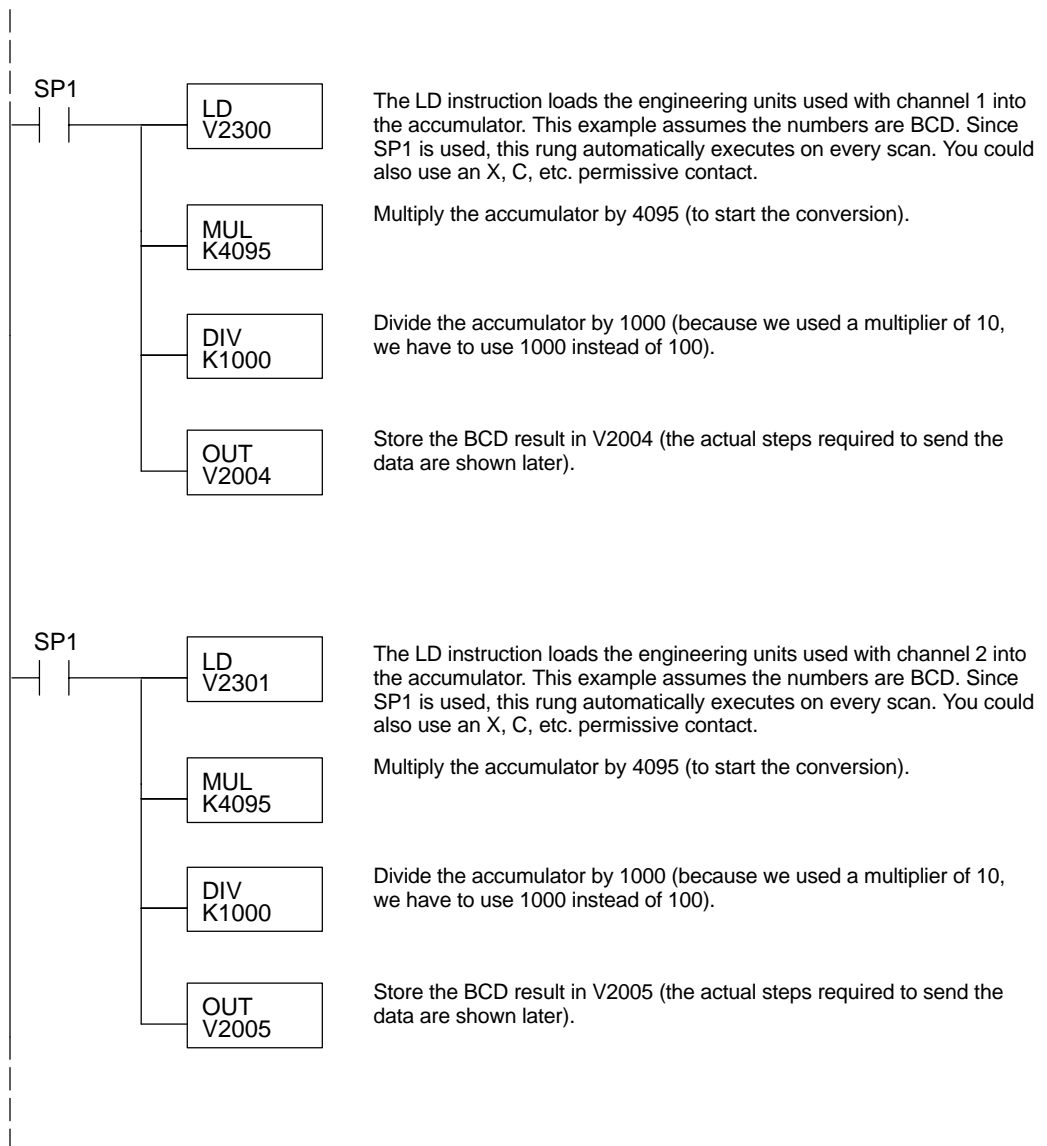 SP1
LD
V2300
The LD instruction loads the engineering units used with channel 1 into
the accumulator. This example assumes the numbers are BCD. Since
SP1 is used, this rung automatically executes on every scan. You could
also use an X, C, etc. permissive contact.
MUL
K4095
Multiply the accumulator by 4095 (to start the conversion).
DIV
K1000
Divide the accumulator by 1000 (because we used a multiplier of 10,
we have to use 1000 instead of 100).
OUT
V2004
Store the BCD result in V2004 (the actual steps required to send the
data are shown later).
SP1
LD
V2301
The LD instruction loads the engineering units used with channel 2 into
the accumulator. This example assumes the numbers are BCD. Since
SP1 is used, this rung automatically executes on every scan. You could
also use an X, C, etc. permissive contact.
MUL
K4095
Multiply the accumulator by 4095 (to start the conversion).
DIV
K1000
Divide the accumulator by 1000 (because we used a multiplier of 10,
we have to use 1000 instead of 100).
OUT
V2005
Store the BCD result in V2005 (the actual steps required to send the
data are shown later).